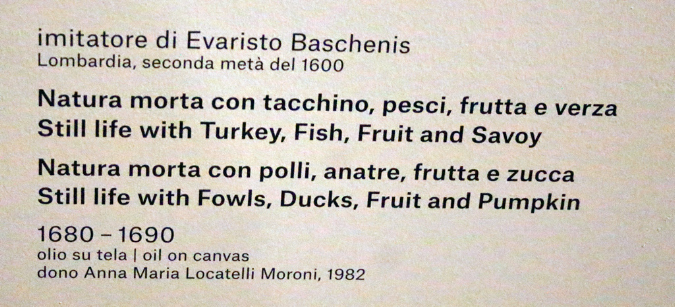 imitatore di Evaristo Baschenis
Lombardia, seconda metà del 1600
Natura morta con tacchino, pesci, frutta e verza
Still life with Turkey, Fish, Fruit and Savoy
Natura morta con polli, anatre, frutta e zucca
Still life with Fowls, Ducks, Fruit and Pumpkin
1680 – 1690
olio su tela | oil on canvas
dono Anna Maria Locatelli Moroni, 1982